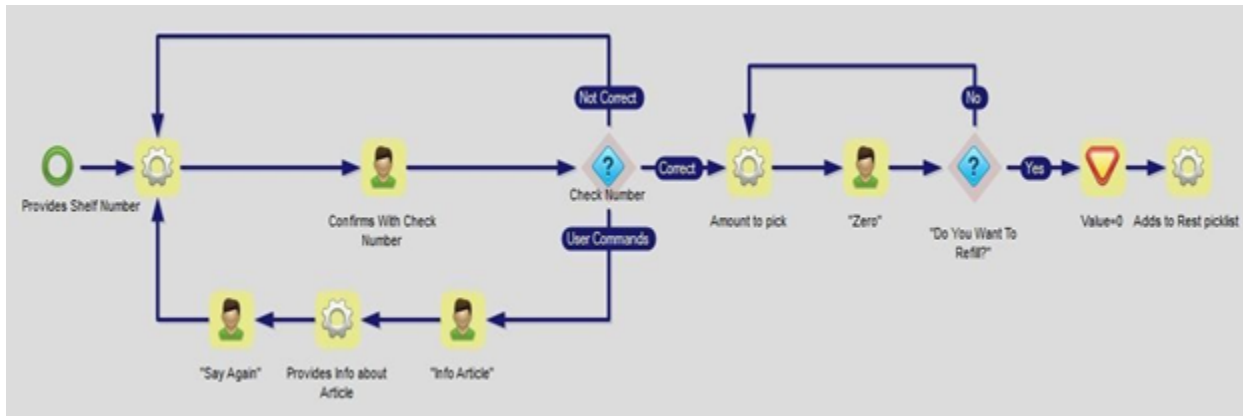 Not Correct
No
Provides Shelf Number
Confirms With Check
Number
Check Number
Correct
Amount to pick
"Zero"
"Do You Want To
Refill?"
Yes
Value=0
Adds to Rest picklist
User Commands
"Say Again"
Provides Info about
Article
"Info Article"